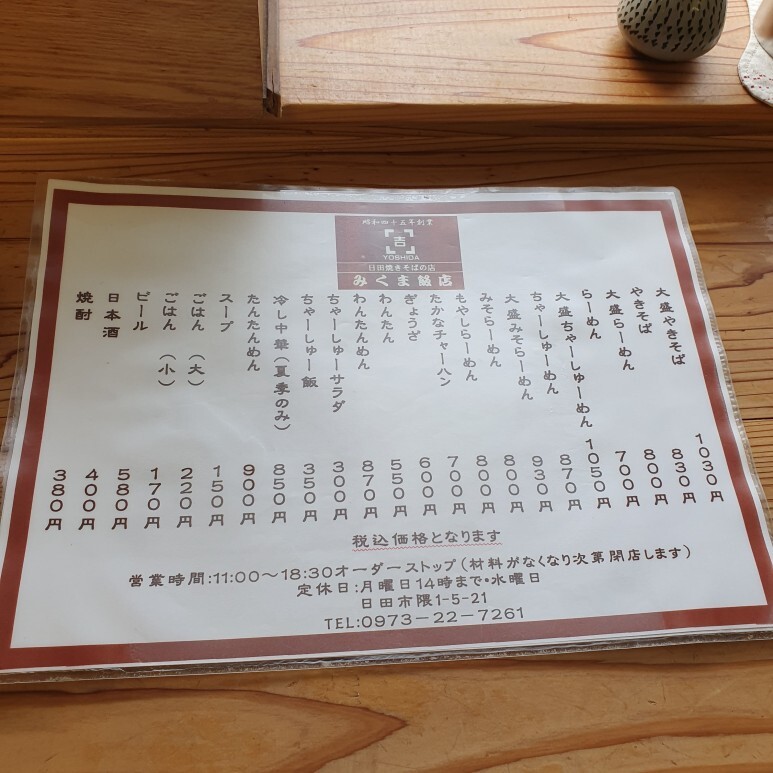 昭和四十五年創業
吉
YOSHIDA
日田焼きそばの店
みくま飯店
大盛やきそば 1030円
やきそば 830円
大盛らーめん 800円
らーめん 700円
大盛ちゃーしゅーめん 1050円
ちゃーしゅーめん 870円
大盛みそらーめん 930円
みそらーめん 800円
もやしらーめん 800円
たかなチャーハン 700円
ぎょうざ 600円
わんたん 550円
わんたんめん 870円
ちゃーしゅーサラダ 300円
ちゃーしゅー飯 350円
冷し中華(夏季のみ) 850円
たんたんめん 900円
スープ 150円
ごはん(大) 220円
ごはん(小) 170円
ビール 580円
日本酒 400円
焼酎 380円
税込価格となります
営業時間:11:00〜18:30オーダーストップ(材料がなくなり次第閉店します)
定休日:月曜日14時まで・水曜日
日田市隈1-5-21
TEL:0973−22−7261